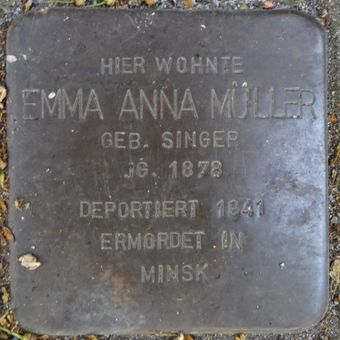 HIER WOHNTE
EMMA ANNA MÜLLER
GEB. SINGER
JG. 1878
DEPORTIERT 1941
ERMORDET IN
MINSK